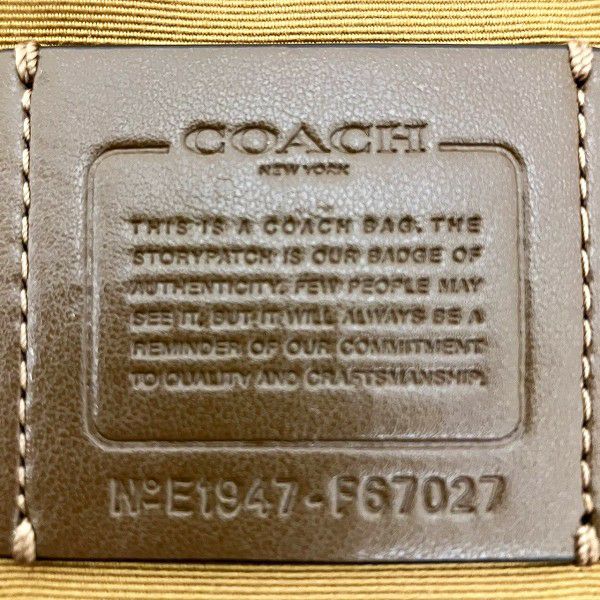 COACH
NEW YORK
THIS IS A COACH BAG. THE
STORYPATCH IS OUR BADGE OF
AUTHENTICITY. FEW PEOPLE MAY
SEE IT, BUT IT WILL ALWAYS BE A
REMINDER OF OUR COMMITMENT
TO QUALITY AND CRAFTSMANSHIP.
NºE1947-F67027